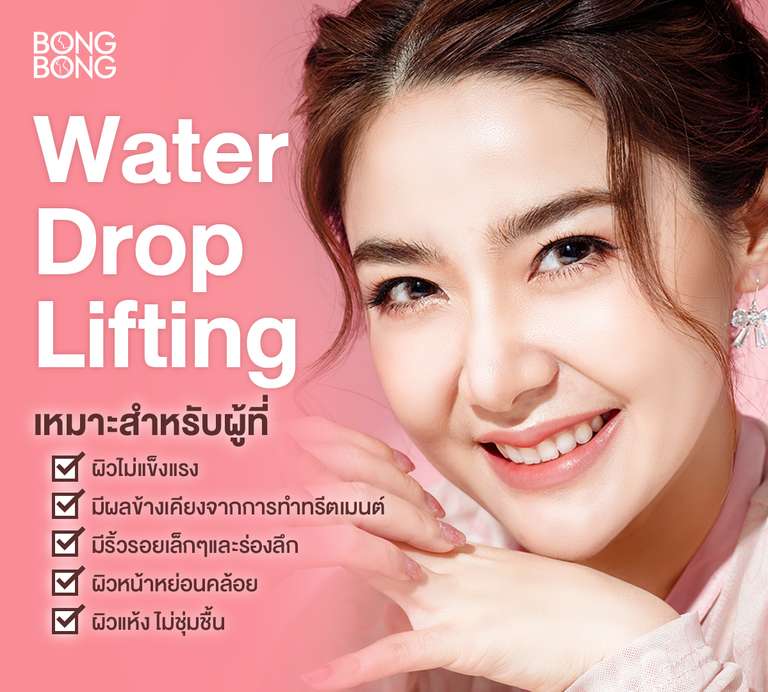 BONG
BONG
Water
Drop
Lifting
เหมาะสำหรับผู้ที่
ผิวไม่แข็งแรง
มีผลข้างเคียงจากการทำทรีตเมนต์
มีริ้วรอยเล็กๆและร่องลึก
ผิวหน้าหย่อนคล้อย
ผิวแห้ง ไม่ชุ่มชื้น